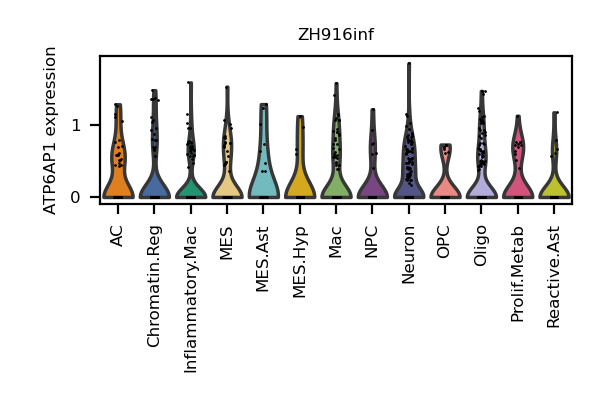 ZH916inf
ATP6AP1 expression
1
0
AC
Chromatin.Reg
Inflammatory.Mac
MES
MES.Ast
MES.Hyp
Mac
NPC
Neuron
OPC
Oligo
Prolif.Metab
Reactive.Ast